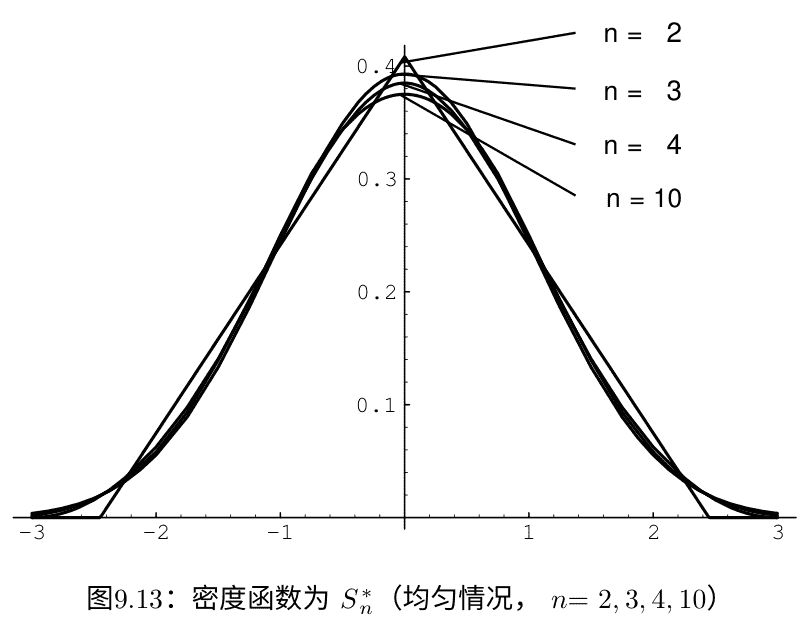 n = 2
0.4
n = 3
n = 4
0.3
n = 10
0.2
0.1
-3 -2 -1 1 2 3
图9.13：密度函数为 S*n（均匀情况， n= 2, 3, 4, 10）